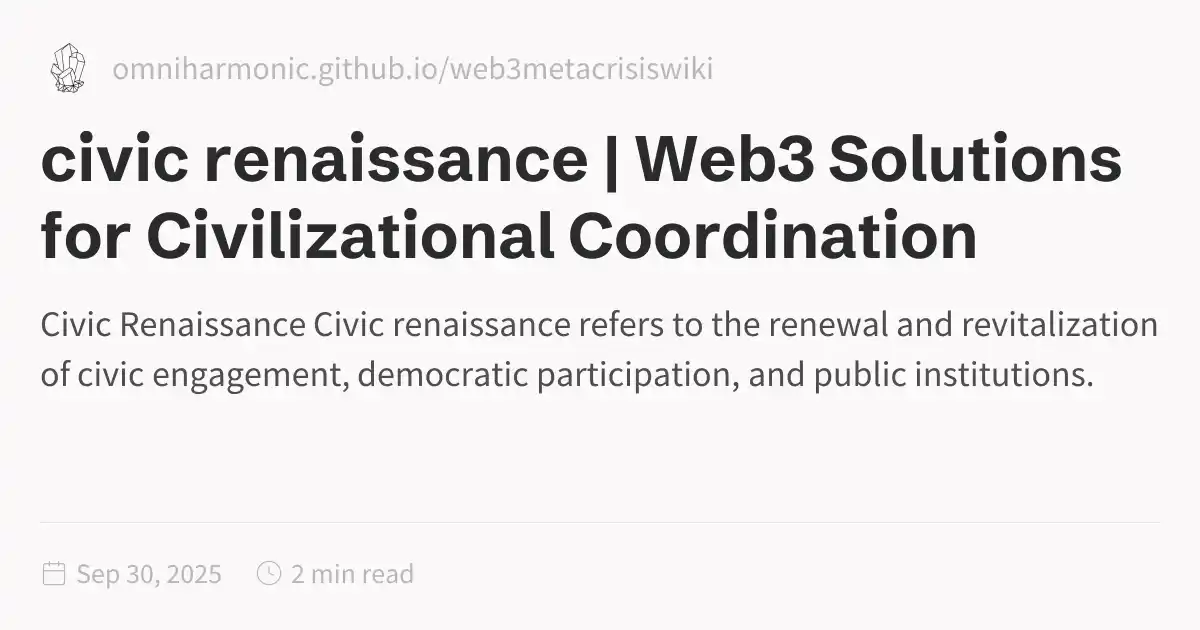 omniharmonic.github.io/web3metacrisiswiki
civic renaissance | Web3 Solutions
for Civilizational Coordination
Civic Renaissance Civic renaissance refers to the renewal and revitalization
of civic engagement, democratic participation, and public institutions.
Sep 30, 2025 2 min read